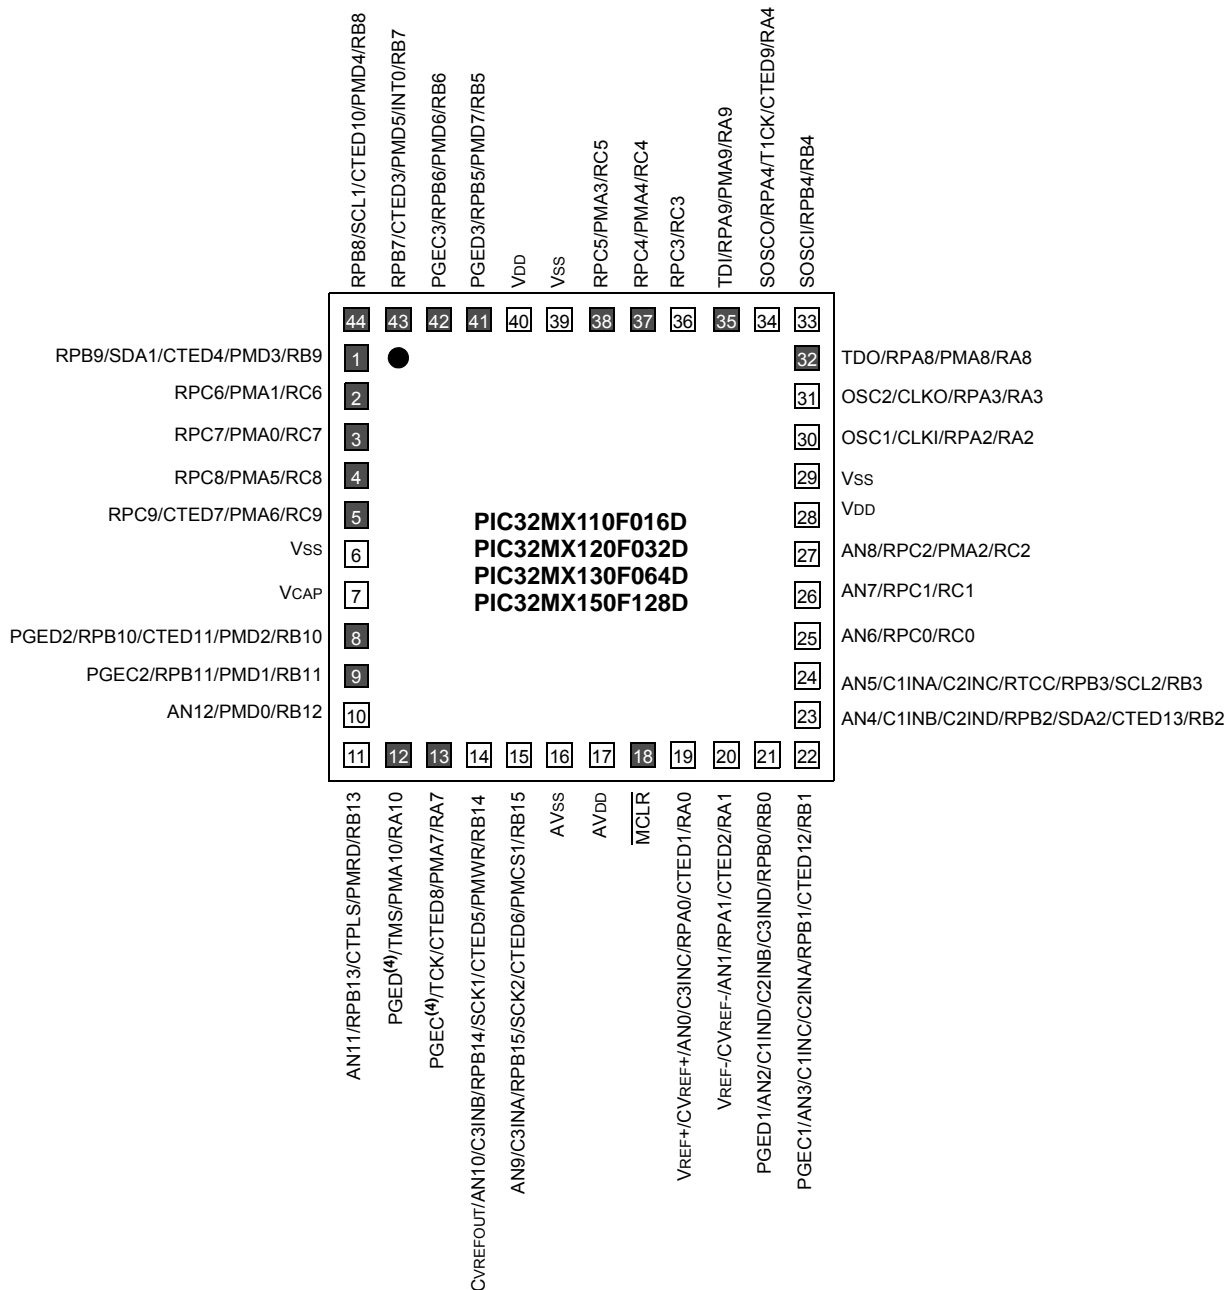 RPB8/SCL1/CTED10/PMD4/RB8
RPB7/CTED3/PMD5/INT0/RB7
PGEC3/RPB6/PMD6/RB6
PGED3/RPB5/PMD7/RB5
VDD
VSS
RPC5/PMA3/RC5
RPC4/PMA4/RC4
RPC3/RC3
TDI/RPA9/PMA9/RA9
SOSCO/RPA4/T1CK/CTED9/RA4
SOSCI/RPB4/RB4
44 43 42 41 40 39 38 37 36 35 34 33
RPB9/SDA1/CTED4/PMD3/RB9 1
RPC6/PMA1/RC6 2
RPC7/PMA0/RC7 3
RPC8/PMA5/RC8 4
RPC9/CTED7/PMA6/RC9 5
VSS 6
VCAP 7
PGED2/RPB10/CTED11/PMD2/RB10 8
PGEC2/RPB11/PMD1/RB11 9
AN12/PMD0/RB12 10
PIC32MX110F016D
PIC32MX120F032D
PIC32MX130F064D
PIC32MX150F128D
32 TDO/RPA8/PMA8/RA8
31 OSC2/CLKO/RPA3/RA3
30 OSC1/CLKI/RPA2/RA2
29 VSS
28 VDD
27 AN8/RPC2/PMA2/RC2
26 AN7/RPC1/RC1
25 AN6/RPC0/RC0
24 AN5/C1INA/C2INC/RTCC/RPB3/SCL2/RB3
23 AN4/C1INB/C2IND/RPB2/SDA2/CTED13/RB2
11 12 13 14 15 16 17 18 19 20 21 22
AN11/RPB13/CTPLS/PMRD/RB13
PGED(4)/TMS/PMA10/RA10
PGEC(4)/TCK/CTED8/PMA7/RA7
CVREFOUT/AN10/C3INB/RPB14/SCK1/CTED5/PMWR/RB14
AN9/C3INA/RPB15/SCK2/CTED6/PMCS1/RB15
AVSS
AVDD
MCLR
VREF+/CVREF+/AN0/C3INC/RPA0/CTED1/RA0
VREF-/CVREF-/AN1/RPA1/CTED2/RA1
PGED1/AN2/C1IND/C2INB/C3IND/RPB0/RB0
PGEC1/AN3/C1INC/C2INA/RPB1/CTED12/RB1